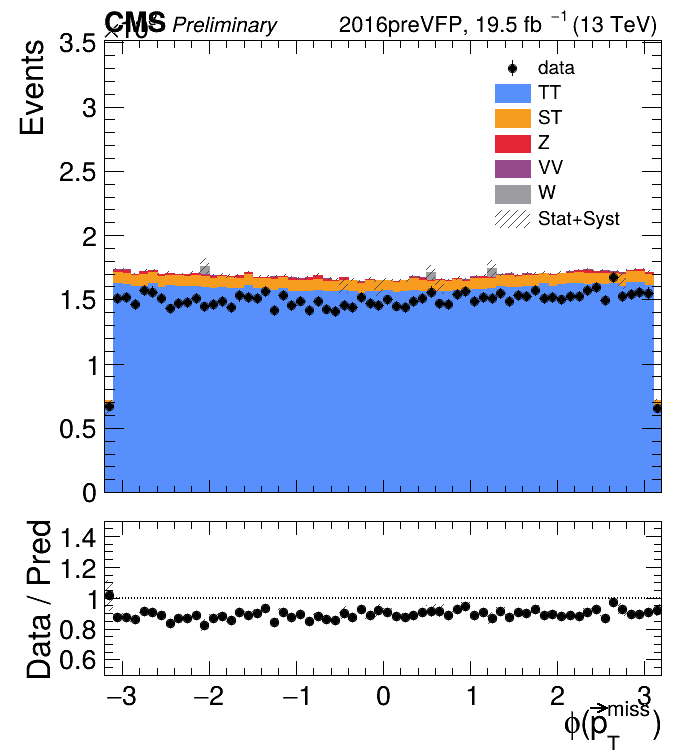 CMS Preliminary 2016preVFP, 19.5 fb⁻¹ (13 TeV)
3.5
Events
data
TT
ST
Z
VV
W
Stat+Syst
3
2.5
2
1.5
1
0.5
0
Data / Pred
1.4
1.2
1
0.8
0.6
−3 −2 −1 0 1 2 3
ϕ(p⃗_T^miss)